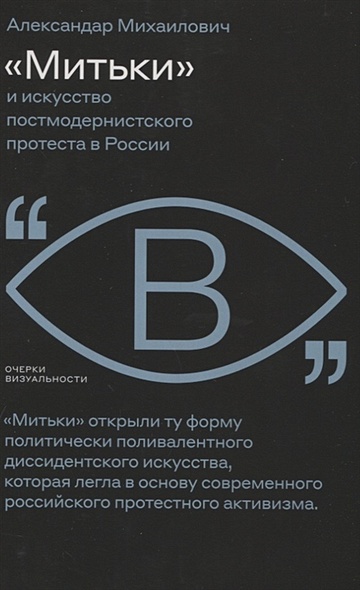 Александар Михаилович
«Митьки»
и искусство
постмодернистского
протеста в России
“
В
”
ОЧЕРКИ
ВИЗУАЛЬНОСТИ
«Митьки» открыли ту форму
политически поливалентного
диссидентского искусства,
которая легла в основу современного
российского протестного активизма.